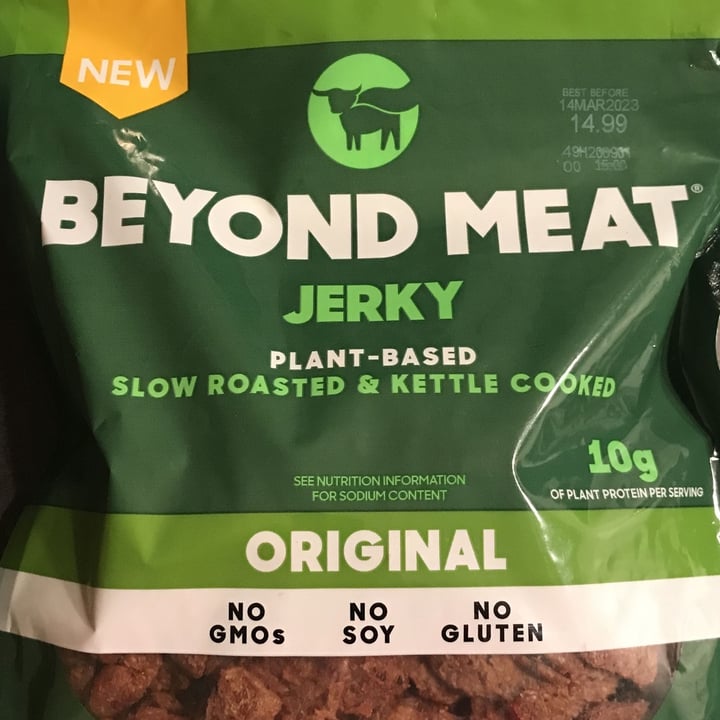 NEW
BEST BEFORE
14MAR2023
14.99
00
BEYOND MEAT®
JERKY
PLANT-BASED
SLOW ROASTED & KETTLE COOKED
10g
OF PLANT PROTEIN PER SERVING
SEE NUTRITION INFORMATION
FOR SODIUM CONTENT
ORIGINAL
NO
GMOs
NO
SOY
NO
GLUTEN